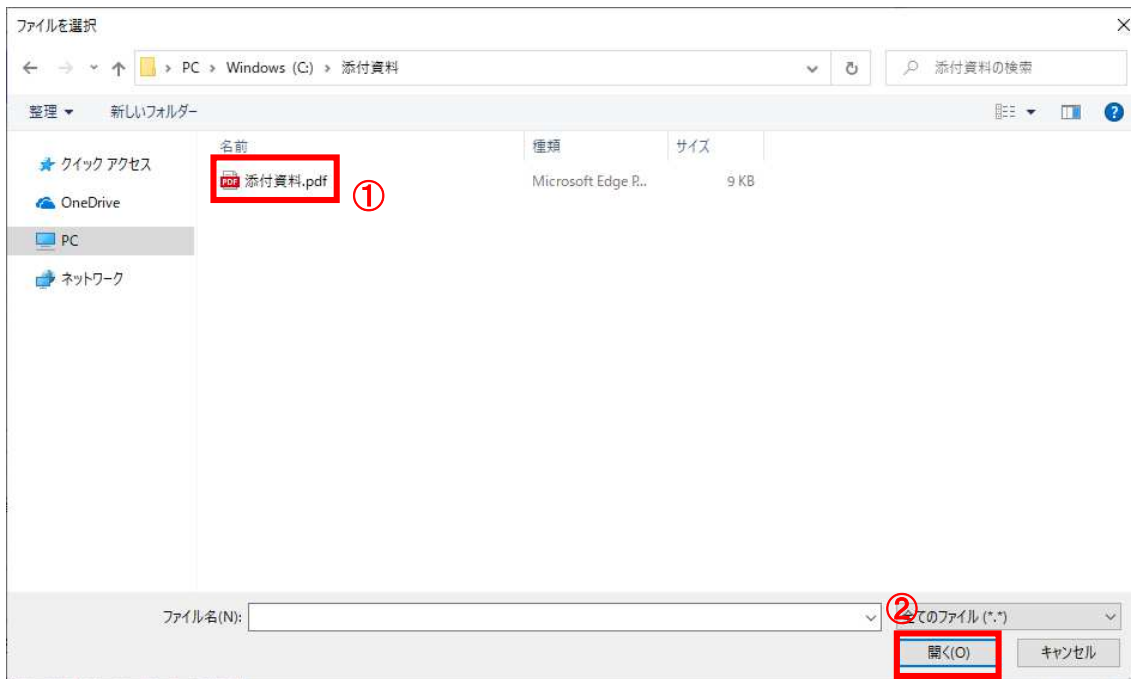 ファイルを選択
PC › Windows (C:) › 添付資料
添付資料の検索
整理 新しいフォルダー
名前 種類 サイズ
クイック アクセス
PDF 添付資料.pdf ① Microsoft Edge P... 9 KB
OneDrive
PC
ネットワーク
ファイル名(N): ② 全てのファイル (*.*)
開く(O) キャンセル